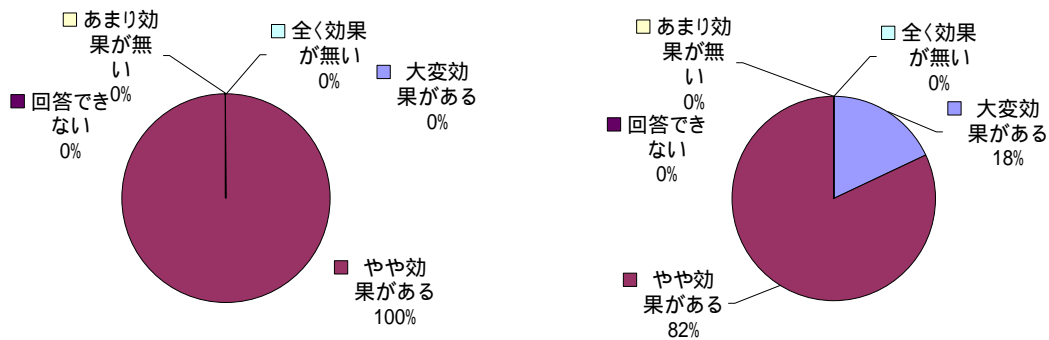 あまり効
果が無
い
0%
全く効果
が無い
0%
大変効
果がある
0%
回答でき
ない
0%
やや効
果がある
100%
あまり効
果が無
い
0%
全く効果
が無い
0%
大変効
果がある
18%
回答でき
ない
0%
やや効
果がある
82%